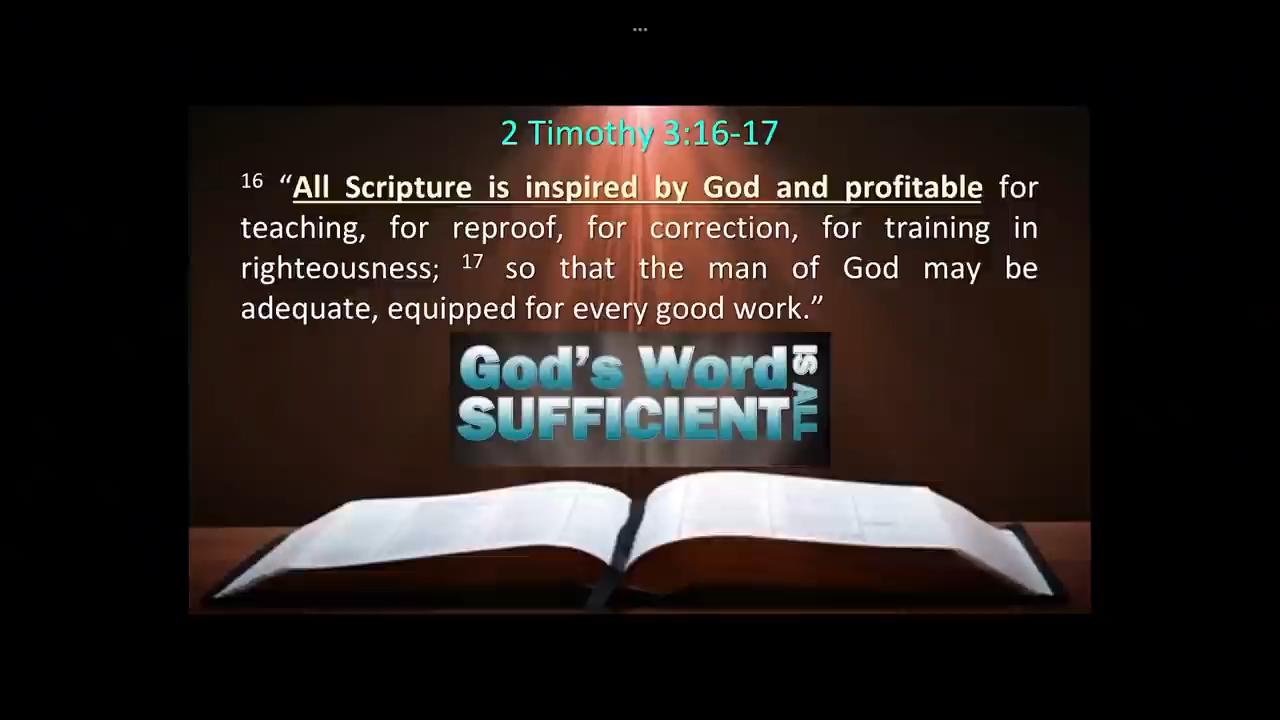 ...
2 Timothy 3:16-17
16 “All Scripture is inspired by God and profitable for
teaching, for reproof, for correction, for training in
righteousness; 17 so that the man of God may be
adequate, equipped for every good work.”
God’s Word
IS ALL
SUFFICIENT